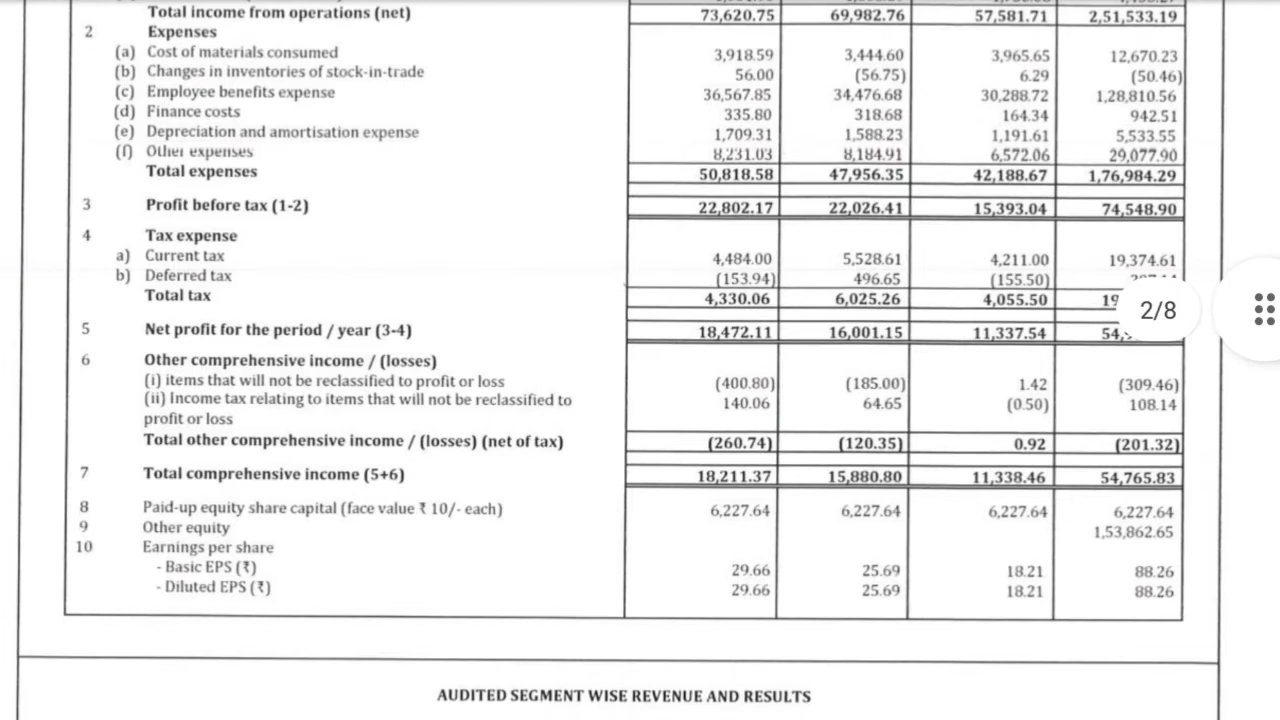 Total income from operations (net) 73,620.75 69,982.76 57,581.71 2,51,533.19
2 Expenses
(a) Cost of materials consumed 3,918.59 3,444.60 3,965.65 12,670.23
(b) Changes in inventories of stock-in-trade 56.00 (56.75) 6.29 (50.46)
(c) Employee benefits expense 36,567.85 34,476.68 30,288.72 1,28,810.56
(d) Finance costs 335.80 318.68 164.34 942.51
(e) Depreciation and amortisation expense 1,709.31 1,588.23 1,191.61 5,533.55
(f) Other expenses 8,231.03 8,184.91 6,572.06 29,077.90
Total expenses 50,818.58 47,956.35 42,188.67 1,76,984.29
3 Profit before tax (1-2) 22,802.17 22,026.41 15,393.04 74,548.90
4 Tax expense
a) Current tax 4,484.00 5,528.61 4,211.00 19,374.61
b) Deferred tax (153.94) 496.65 (155.50)
Total tax 4,330.06 6,025.26 4,055.50 19
2/8
5 Net profit for the period / year (3-4) 18,472.11 16,001.15 11,337.54 54,
6 Other comprehensive income / (losses)
(i) items that will not be reclassified to profit or loss (400.80) (185.00) 1.42 (309.46)
(ii) Income tax relating to items that will not be reclassified to 140.06 64.65 (0.50) 108.14
profit or loss
Total other comprehensive income / (losses) (net of tax) (260.74) (120.35) 0.92 (201.32)
7 Total comprehensive income (5+6) 18,211.37 15,880.80 11,338.46 54,765.83
8 Paid-up equity share capital (face value ₹ 10/- each) 6,227.64 6,227.64 6,227.64 6,227.64
9 Other equity 1,53,862.65
10 Earnings per share
- Basic EPS (₹) 29.66 25.69 18.21 88.26
- Diluted EPS (₹) 29.66 25.69 18.21 88.26
AUDITED SEGMENT WISE REVENUE AND RESULTS